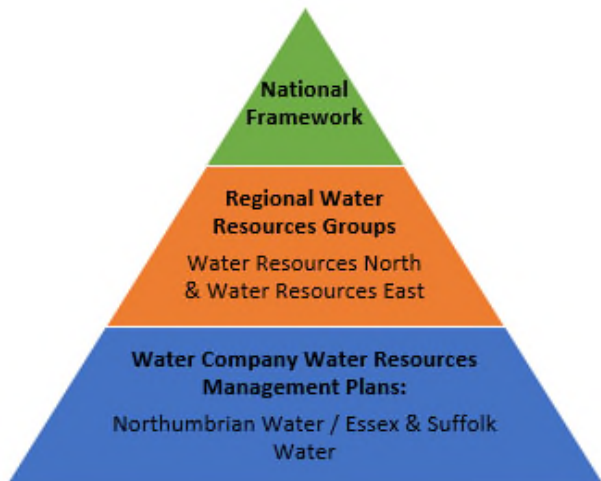 National
Framework
Regional Water
Resources Groups
Water Resources North
& Water Resources East
Water Company Water Resources
Management Plans:
Northumbrian Water / Essex & Suffolk
Water